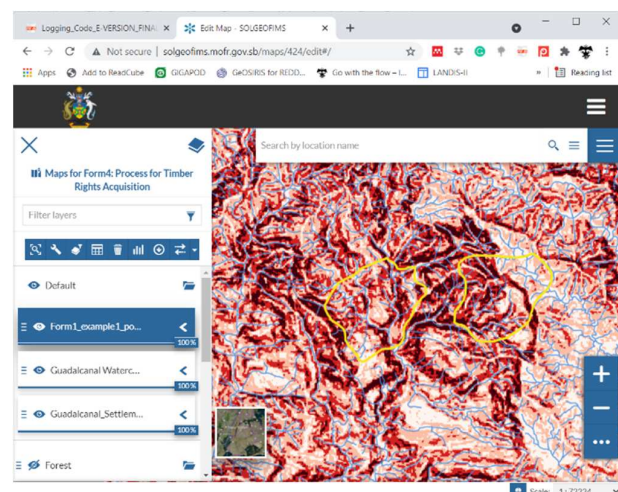 Logging_Code_E-VERSION_FINA
Edit Map - SOLGEOFIMS
Not secure | solgeofims.mofr.gov.sb/maps/424/edit#/
Apps Add to ReadCube GIGAPOD GeOSIRIS for REDD... Go with the flow – I... LANDIS-II » Reading list
Search by location name
Maps for Form4: Process for Timber
Rights Acquisition
Filter layers
Default
Form1_example1_po...
100 %
Guadalcanal Waterc...
100 %
Guadalcanal_Settlem...
100 %
Forest
Scale: